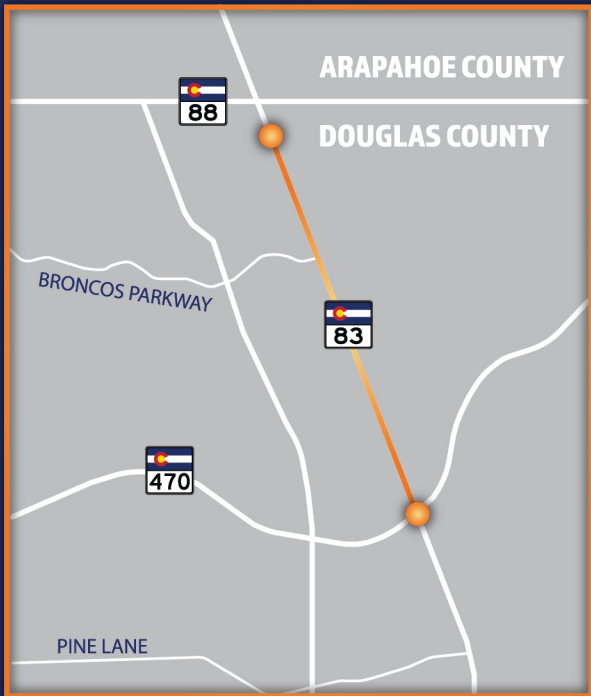 ARAPAHOE COUNTY
88
DOUGLAS COUNTY
BRONCOS PARKWAY
83
470
PINE LANE